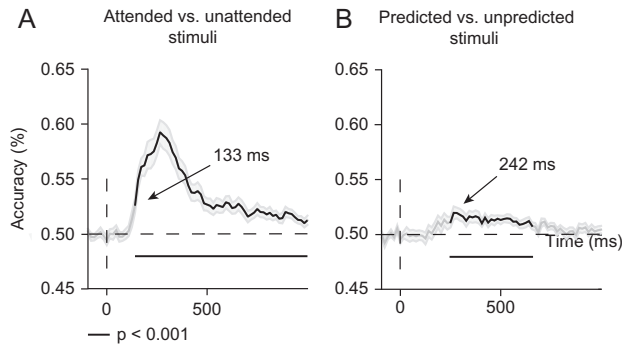 A
Attended vs. unattended
stimuli
B
Predicted vs. unpredicted
stimuli
Accuracy (%)
0.65
0.60
0.55
0.50
0.45
133 ms
0
500
p < 0.001
0.65
0.60
0.55
0.50
0.45
242 ms
Time (ms)
0
500